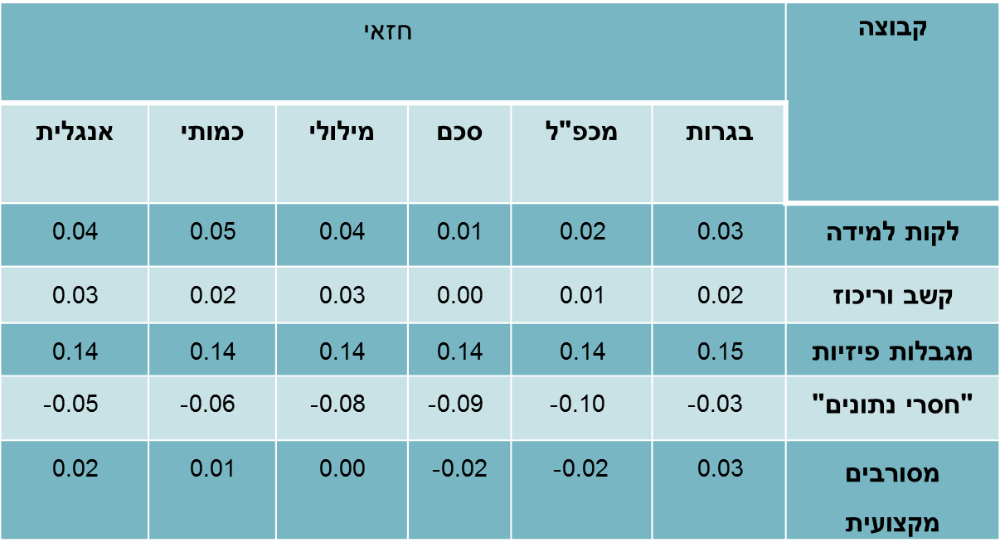 קבוצה חזאי
בגרות מכפ"ל סכם מילולי כמותי אנגלית
לקות למידה 0.03 0.02 0.01 0.04 0.05 0.04
קשב וריכוז 0.02 0.01 0.00 0.03 0.02 0.03
מגבלות פיזיות 0.15 0.14 0.14 0.14 0.14 0.14
"חסרי נתונים" -0.03 -0.10 -0.09 -0.08 -0.06 -0.05
מסורבים 0.03 -0.02 -0.02 0.00 0.01 0.02
מקצועית